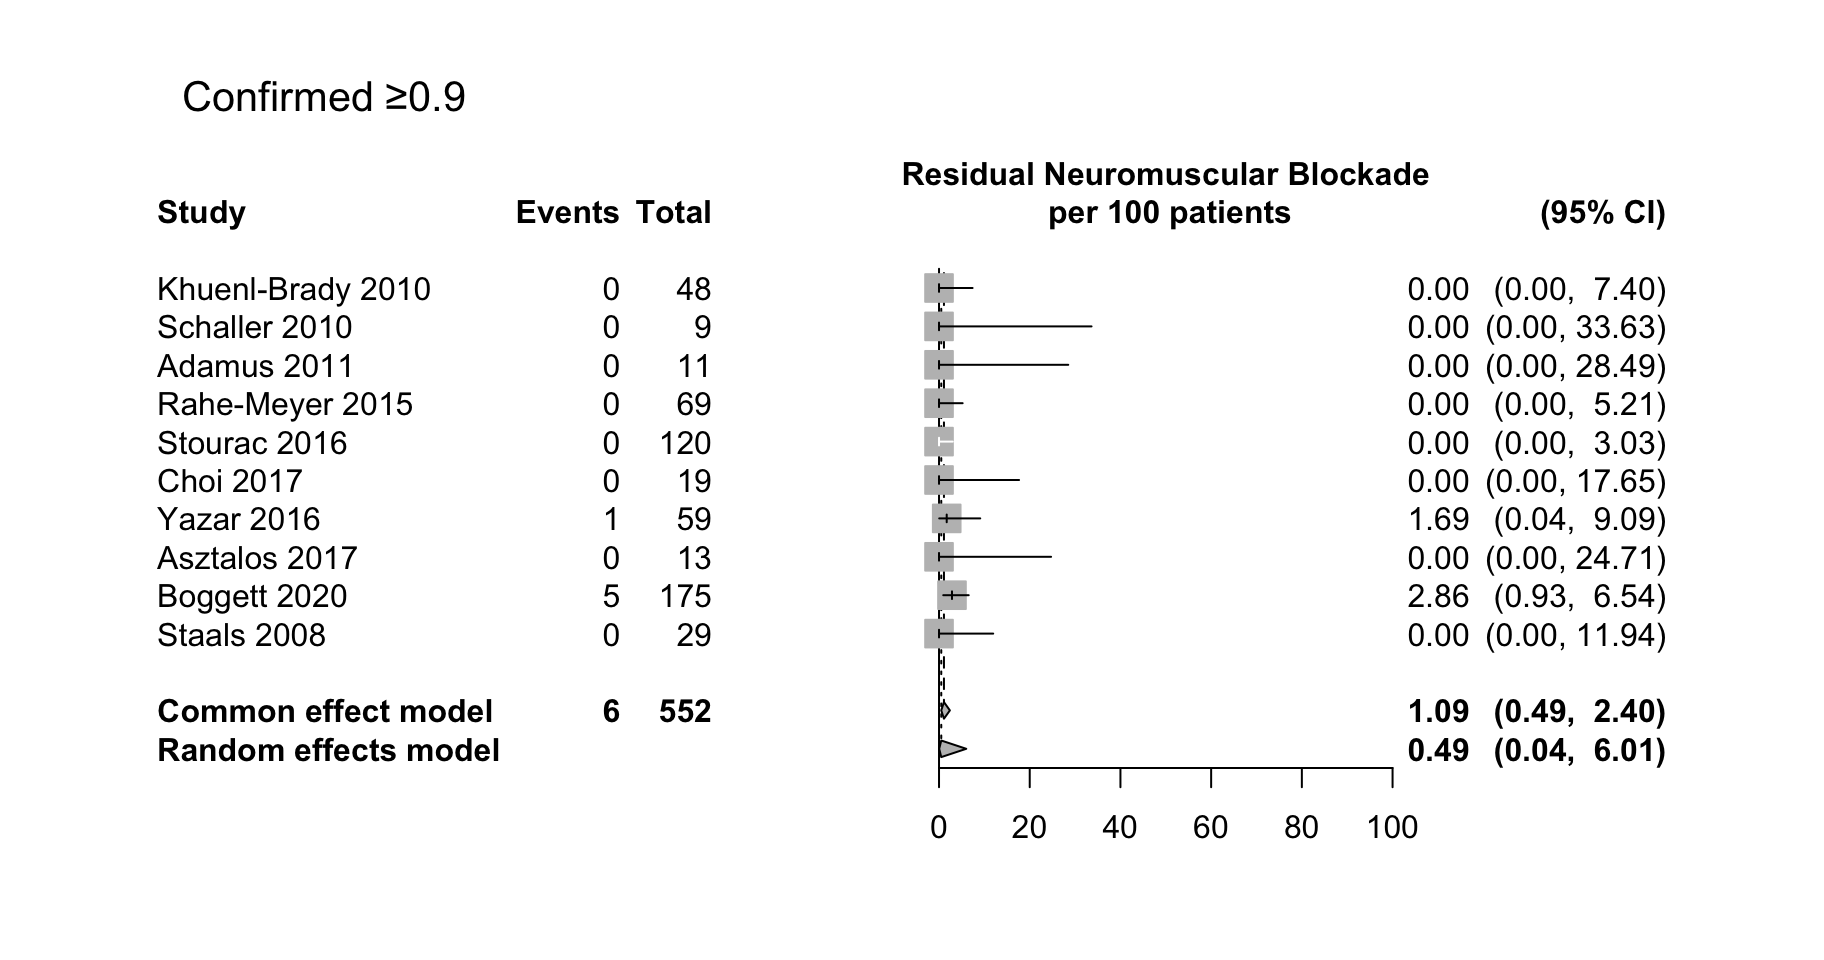 Confirmed ≥0.9
Residual Neuromuscular Blockade
Study Events Total per 100 patients (95% CI)
Khuenl-Brady 2010 0 48 0.00 (0.00, 7.40)
Schaller 2010 0 9 0.00 (0.00, 33.63)
Adamus 2011 0 11 0.00 (0.00, 28.49)
Rahe-Meyer 2015 0 69 0.00 (0.00, 5.21)
Stourac 2016 0 120 0.00 (0.00, 3.03)
Choi 2017 0 19 0.00 (0.00, 17.65)
Yazar 2016 1 59 1.69 (0.04, 9.09)
Asztalos 2017 0 13 0.00 (0.00, 24.71)
Boggett 2020 5 175 2.86 (0.93, 6.54)
Staals 2008 0 29 0.00 (0.00, 11.94)
Common effect model 6 552 1.09 (0.49, 2.40)
Random effects model 0.49 (0.04, 6.01)
0 20 40 60 80 100